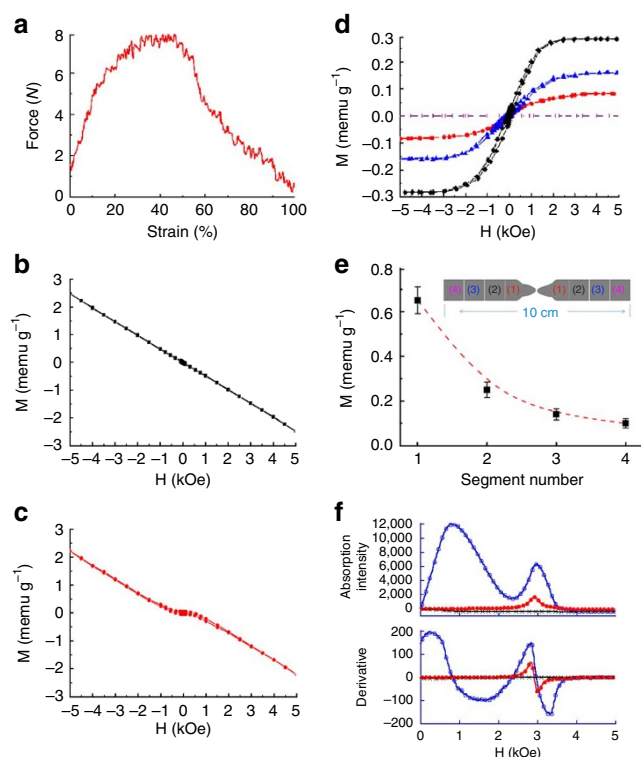 a
8
6
4
2
0
Force (N)
0 20 40 60 80 100
Strain (%)
b
3
2
1
0
–1
–2
–3
M (memu g⁻¹)
–5 –4 –3 –2 –1 0 1 2 3 4 5
H (kOe)
c
3
2
1
0
–1
–2
–3
M (memu g⁻¹)
–5 –4 –3 –2 –1 0 1 2 3 4 5
H (kOe)
d
0.3
0.2
0.1
0.0
–0.1
–0.2
–0.3
M (memu g⁻¹)
–5 –4 –3 –2 –1 0 1 2 3 4 5
H (kOe)
e
0.8
0.6
0.4
0.2
0.0
M (memu g⁻¹)
(4) (3) (2) (1) (1) (2) (3) (4)
10 cm
1 2 3 4
Segment number
f
12,000
10,000
8,000
6,000
4,000
2,000
0
Absorption
intensity
200
100
0
–100
–200
Derivative
0 1 2 3 4 5
H (kOe)